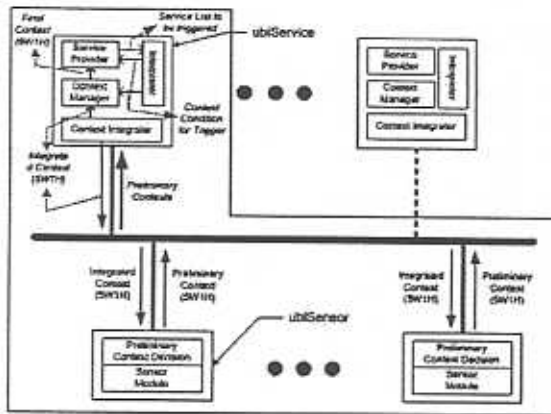 Final
Context
(5W1H)
Service List to
be triggered
ubiService
Service
Provider
Interpreter
Context
Manager
Context Integrator
Context
Condition
for Trigger
Integrate
d Context
(5W1H)
Preliminary
Contexts
Service
Provider
Interpreter
Context
Manager
Context Integrator
Integrated
Context
(5W1H)
Preliminary
Context
(5W1H)
Integrated
Context
(5W1H)
Preliminary
Context
(5W1H)
ubiSensor
Preliminary
Context Decision
Sensor
Module
Preliminary
Context Decision
Sensor
Module